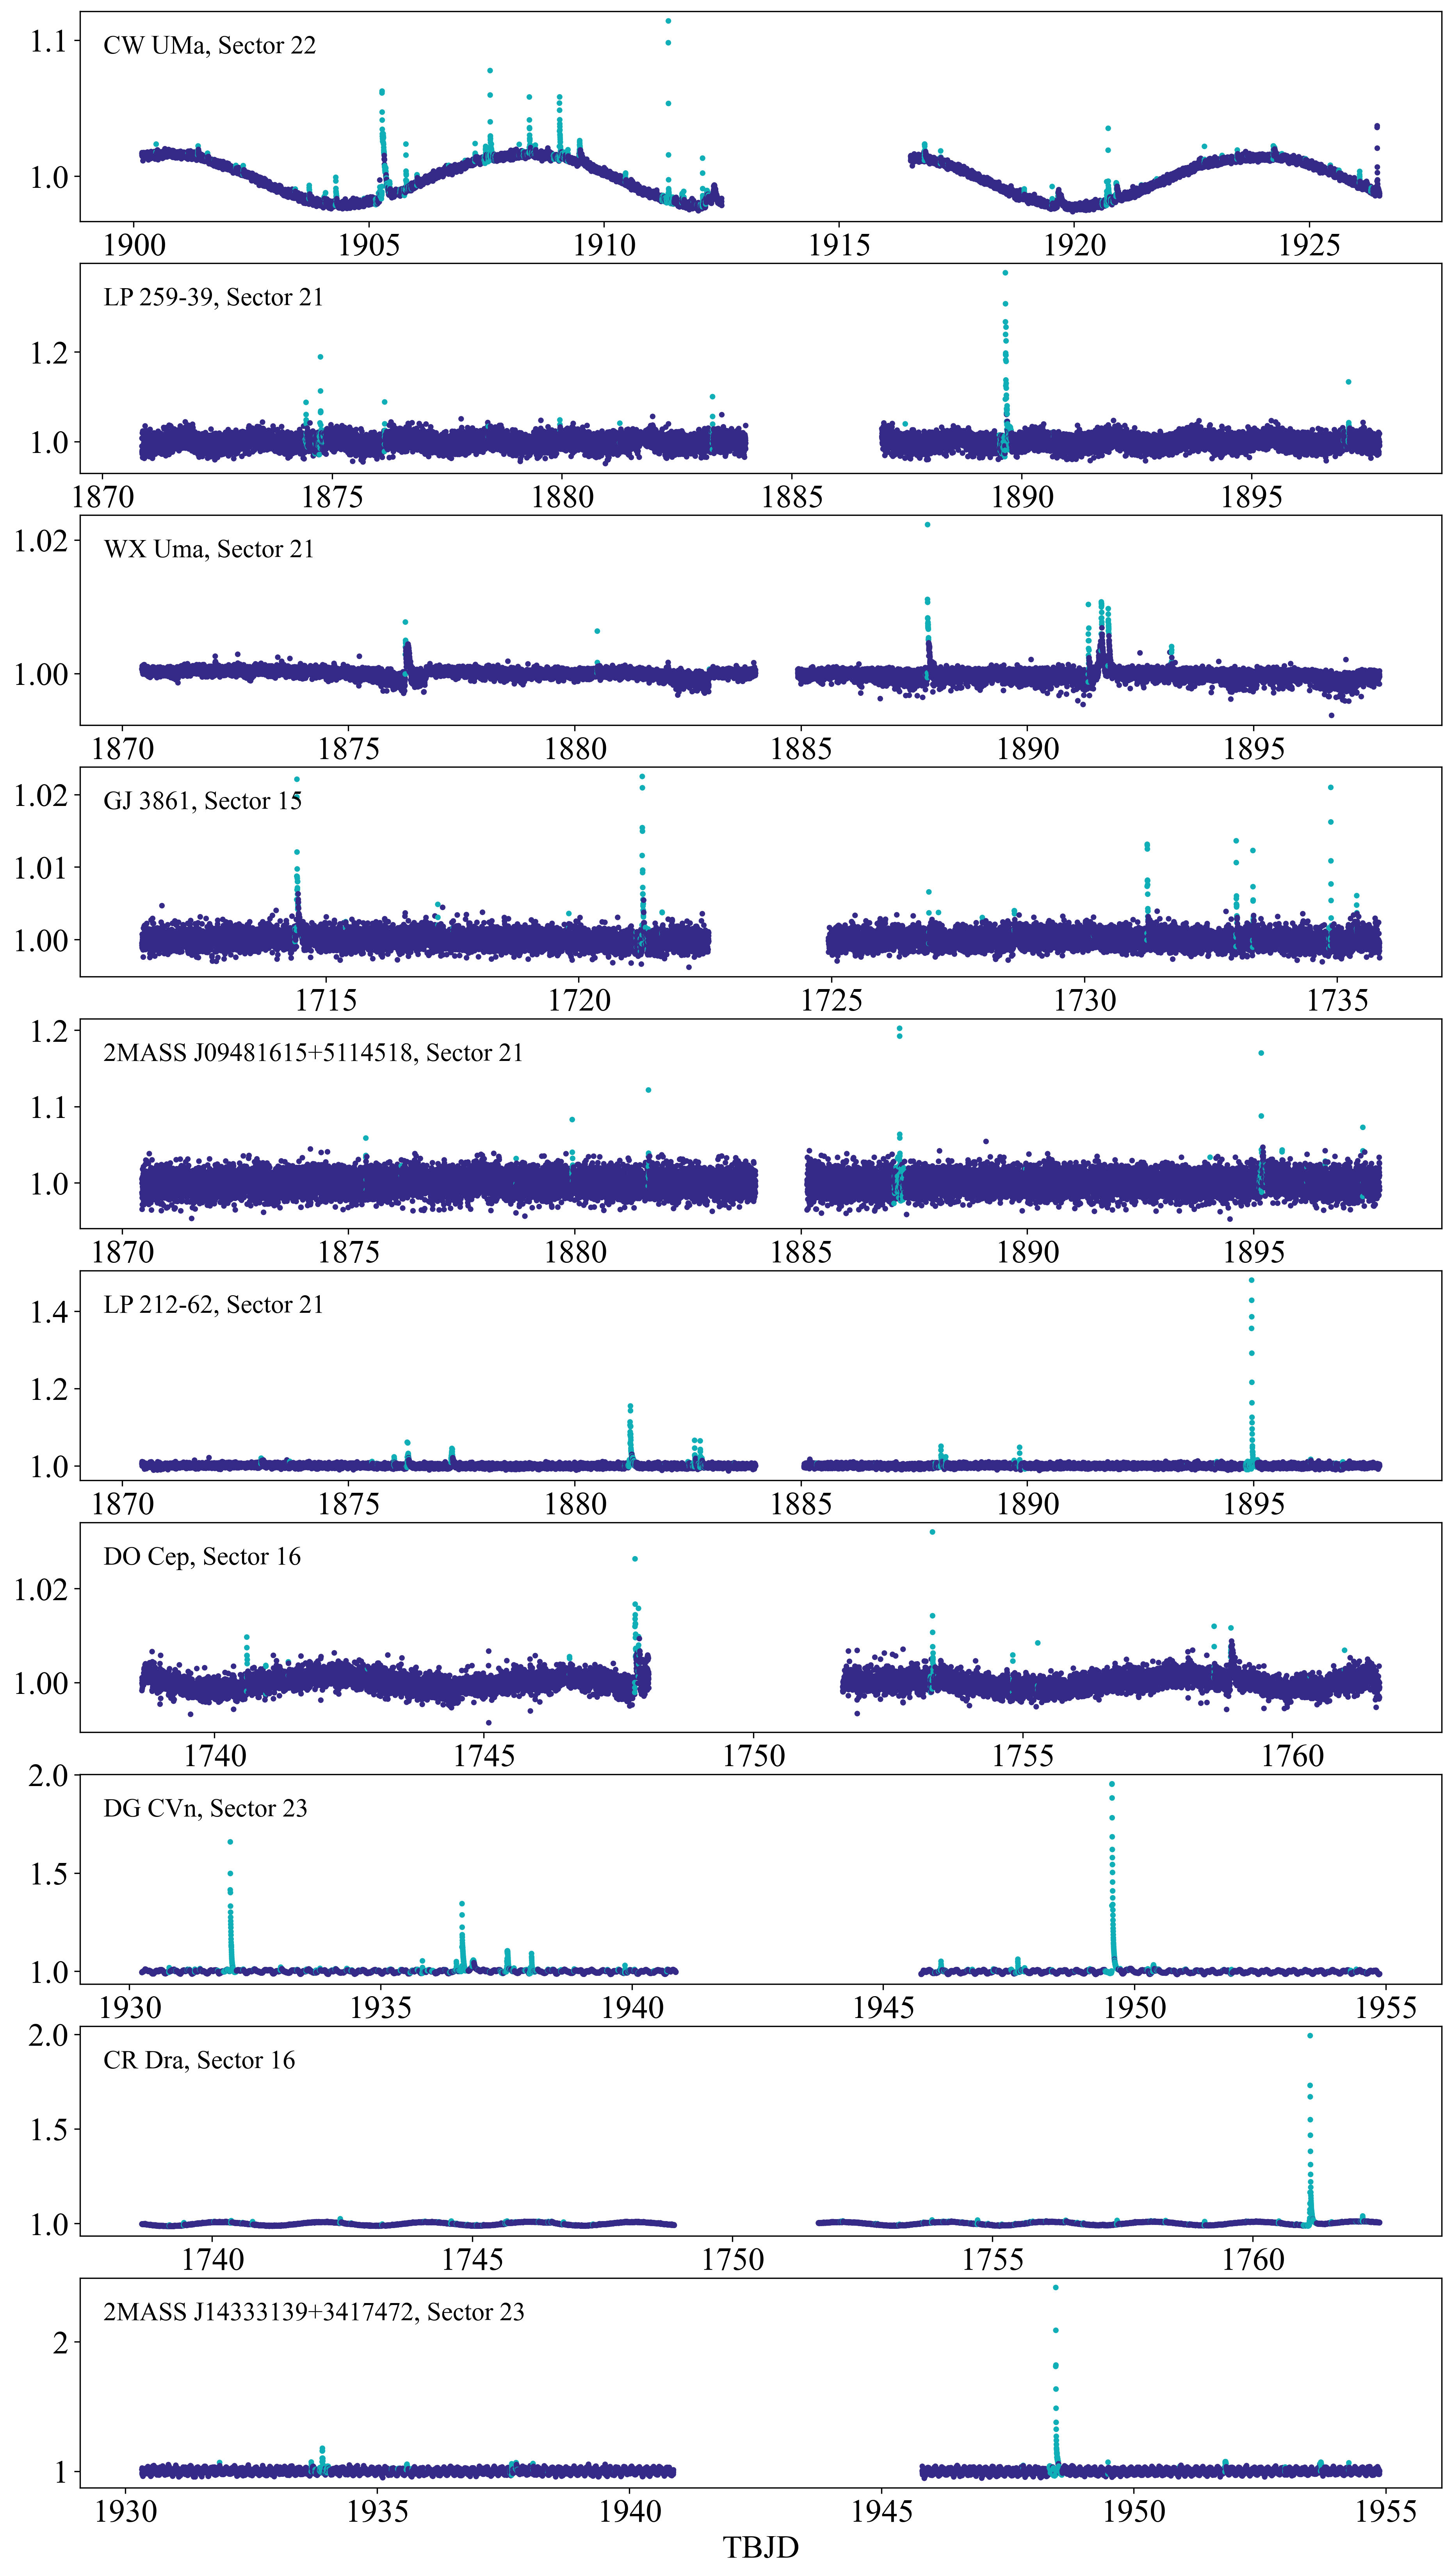 CW UMa, Sector 22
1.1
1.0
1900 1905 1910 1915 1920 1925
LP 259-39, Sector 21
1.2
1.0
1870 1875 1880 1885 1890 1895
WX Uma, Sector 21
1.02
1.00
1870 1875 1880 1885 1890 1895
GJ 3861, Sector 15
1.02
1.01
1.00
1715 1720 1725 1730 1735
2MASS J09481615+5114518, Sector 21
1.2
1.1
1.0
1870 1875 1880 1885 1890 1895
LP 212-62, Sector 21
1.4
1.2
1.0
1870 1875 1880 1885 1890 1895
DO Cep, Sector 16
1.02
1.00
1740 1745 1750 1755 1760
DG CVn, Sector 23
2.0
1.5
1.0
1930 1935 1940 1945 1950 1955
CR Dra, Sector 16
2.0
1.5
1.0
1740 1745 1750 1755 1760
2MASS J14333139+3417472, Sector 23
2
1
1930 1935 1940 1945 1950 1955
TBJD